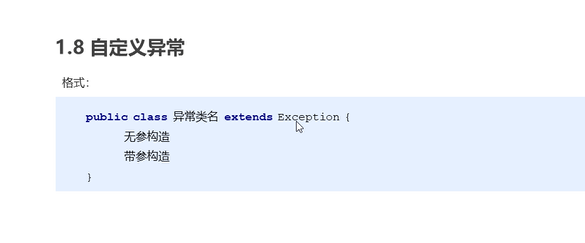 1.8 自定义异常
格式：
public class 异常类名 extends Exception {
无参构造
带参构造
}